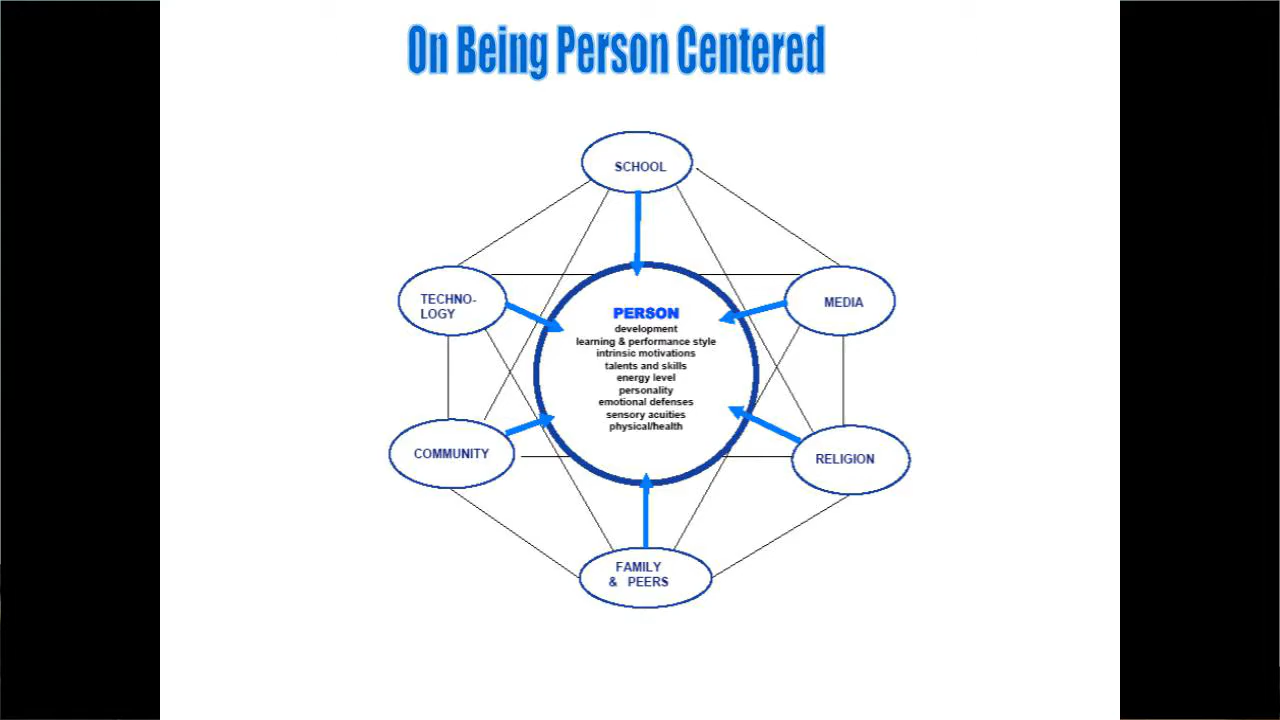 On Being Person Centered
SCHOOL
TECHNO-
LOGY
MEDIA
PERSON
development
learning & performance style
intrinsic motivations
talents and skills
energy level
personality
emotional defenses
sensory acuities
physical/health
COMMUNITY
RELIGION
FAMILY
& PEERS